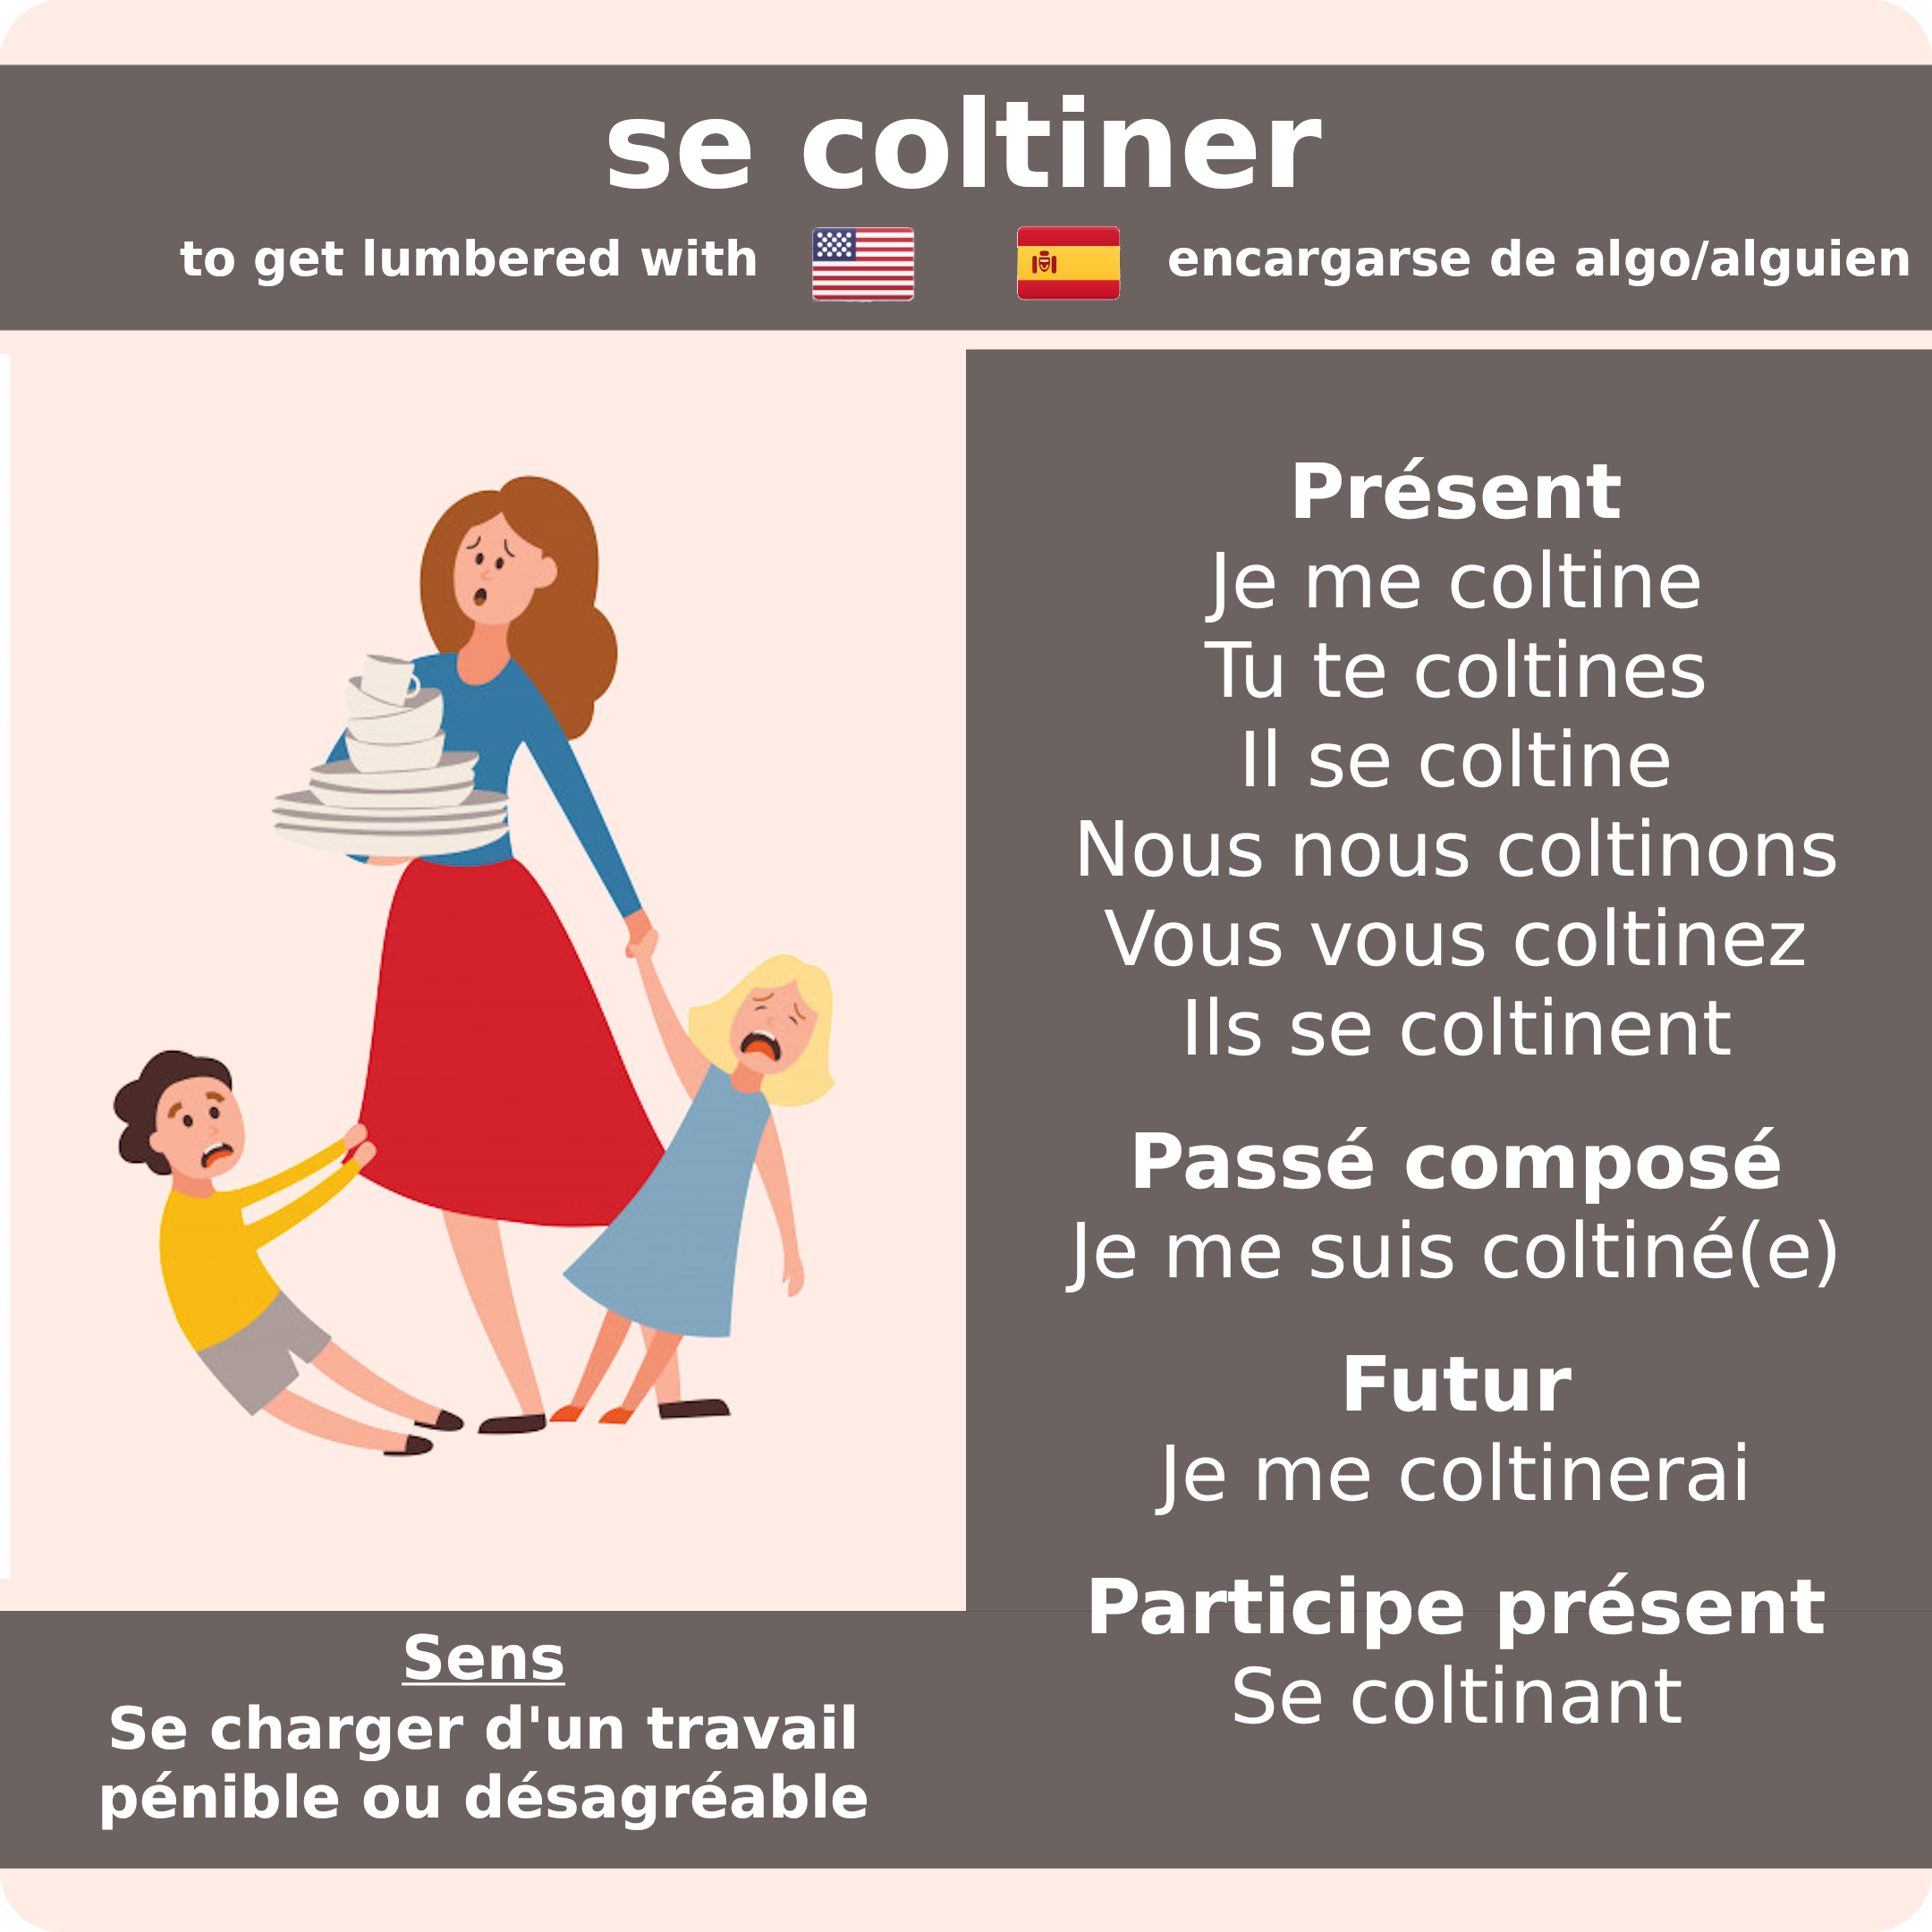 se coltiner
to get lumbered with
encargarse de algo/alguien
Présent
Je me coltine
Tu te coltines
Il se coltine
Nous nous coltinons
Vous vous coltinez
Ils se coltinent
Passé composé
Je me suis coltiné(e)
Futur
Je me coltinerai
Participe présent
Se coltinant
Sens
Se charger d'un travail
pénible ou désagréable